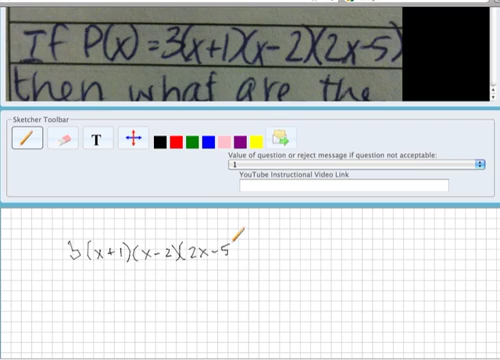 If P(x)=3(x+1)(x-2)(2x-5)
then what are the
Sketcher Toolbar
T
Value of question or reject message if question not acceptable:
1
YouTube Instructional Video Link
3(x+1)(x-2)(2x-5